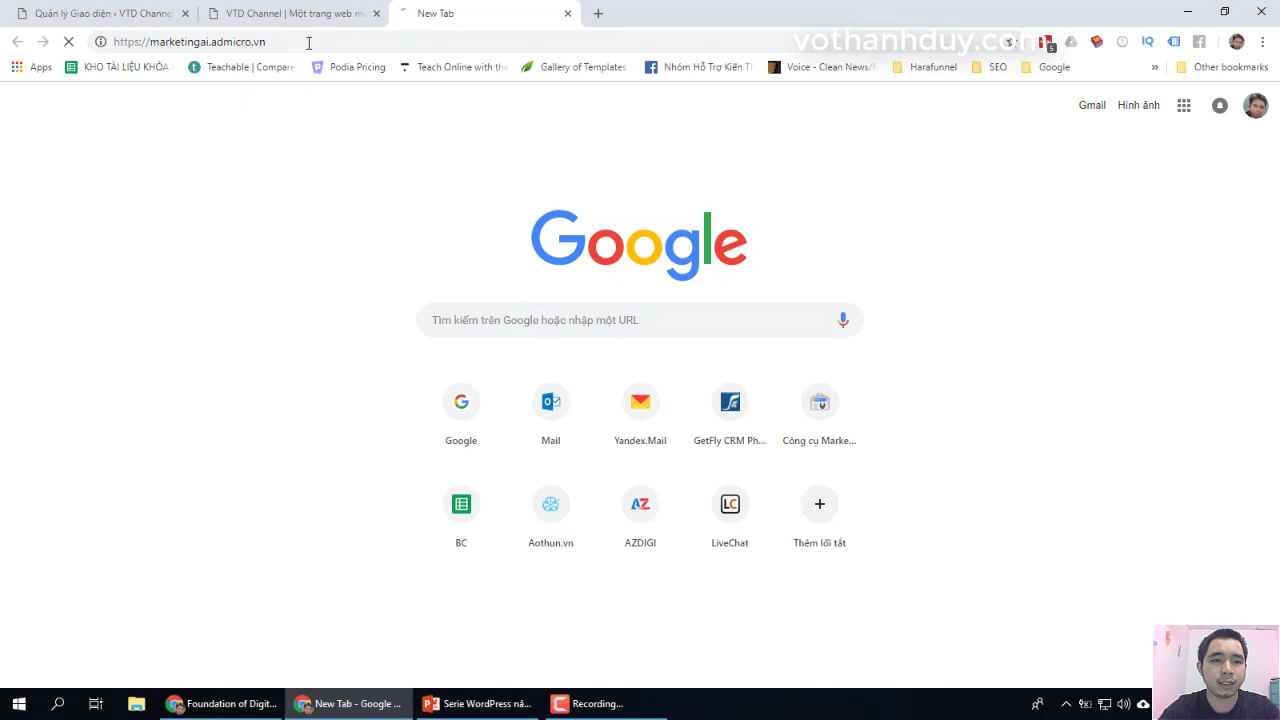 Quản lý Giao diện ‹ VTD Channel
VTD Channel | Một trang web m
New Tab
https://marketingai.admicro.vn
vothanhduy.com
5
Apps
KHO TÀI LIỆU KHÓA
Teachable | Compare
Podia Pricing
Teach Online with the
Gallery of Templates
Nhóm Hỗ Trợ Kiến Th
Voice - Clean News/
Harafunnel
SEO
Google
»
Other bookmarks
Gmail
Hình ảnh
Google
Tìm kiếm trên Google hoặc nhập một URL
Google
Mail
Yandex.Mail
GetFly CRM Ph...
Công cụ Marke...
AZ
LC
BC
Aothun.vn
AZDIGI
LiveChat
Thêm lối tắt
Foundation of Digit...
New Tab - Google ...
Serie WordPress nâ...
Recording...